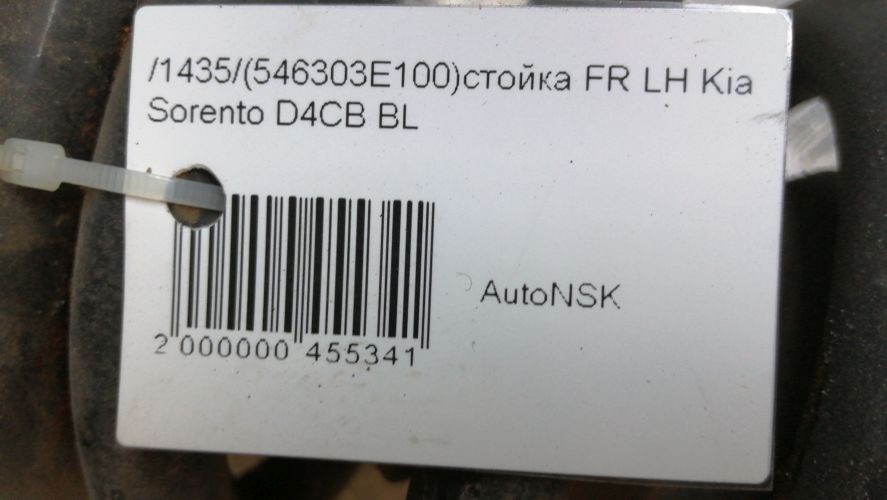 /1435/(546303E100)стойка FR LH Kia
Sorento D4CB BL
AutoNSK
2 000000 455341